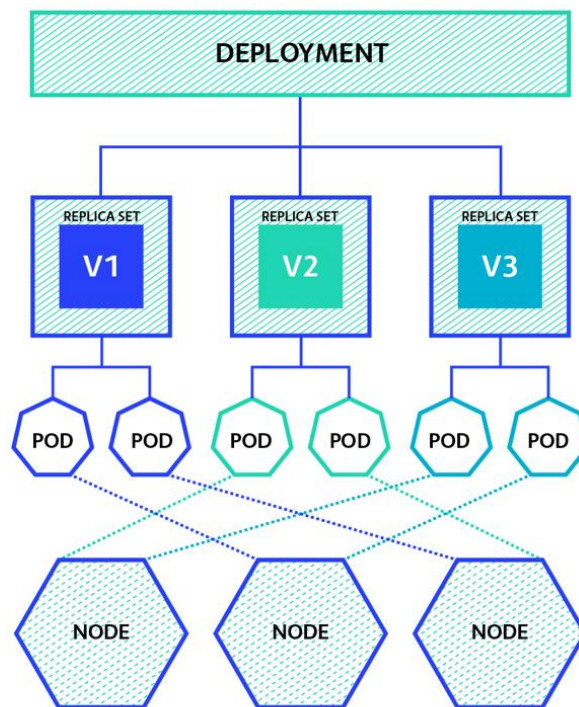 DEPLOYMENT
REPLICA SET
V1
REPLICA SET
V2
REPLICA SET
V3
POD
POD
POD
POD
POD
POD
NODE
NODE
NODE